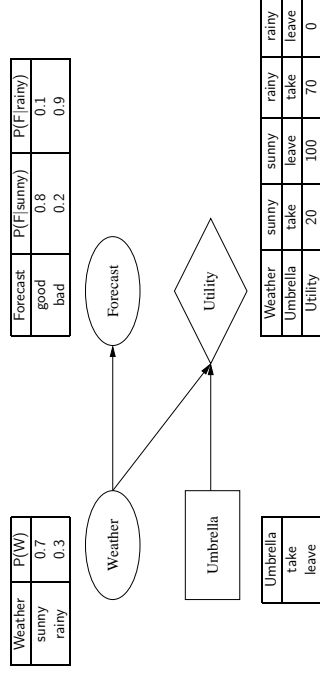 Weather P(W)
sunny 0.7
rainy 0.3
Forecast P(F|sunny) P(F|rainy)
good 0.8 0.1
bad 0.2 0.9
Weather
Forecast
Umbrella
Utility
Umbrella
take
leave
Weather sunny sunny rainy rainy
Umbrella take leave take leave
Utility 20 100 70 0